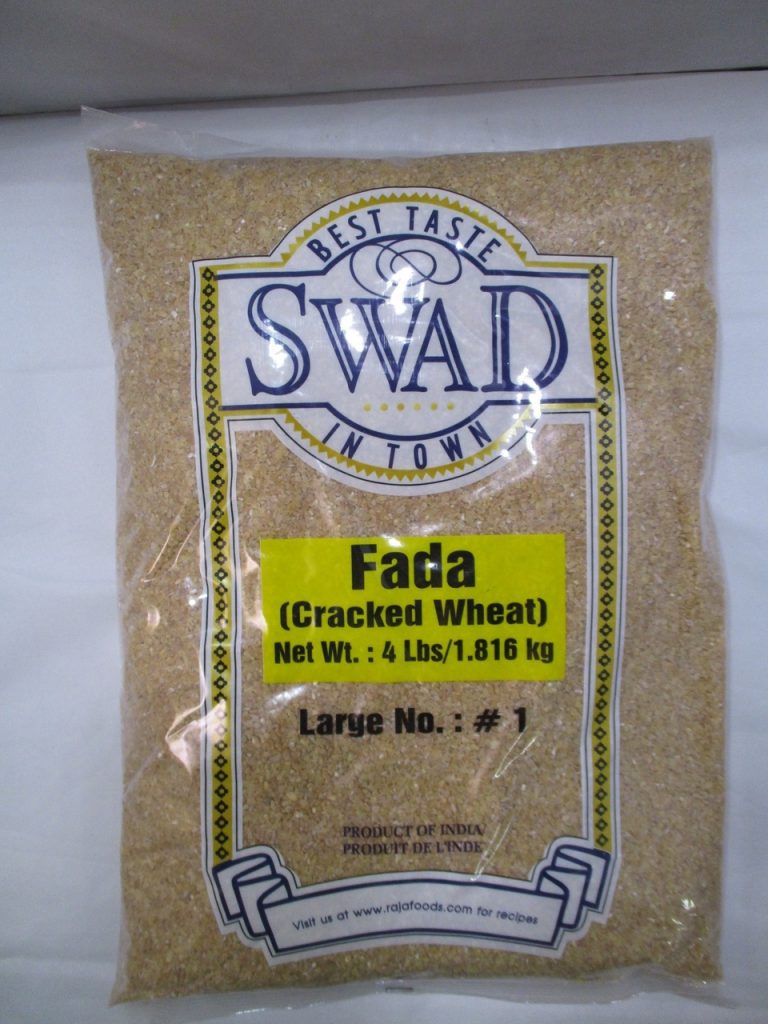 BEST TASTE
SWAD
IN TOWN
Fada
(Cracked Wheat)
Net Wt. : 4 Lbs/1.816 kg
Large No. : # 1
PRODUCT OF INDIA/
PRODUIT DE L'INDE
Visit us at www.rajafoods.com for recipes